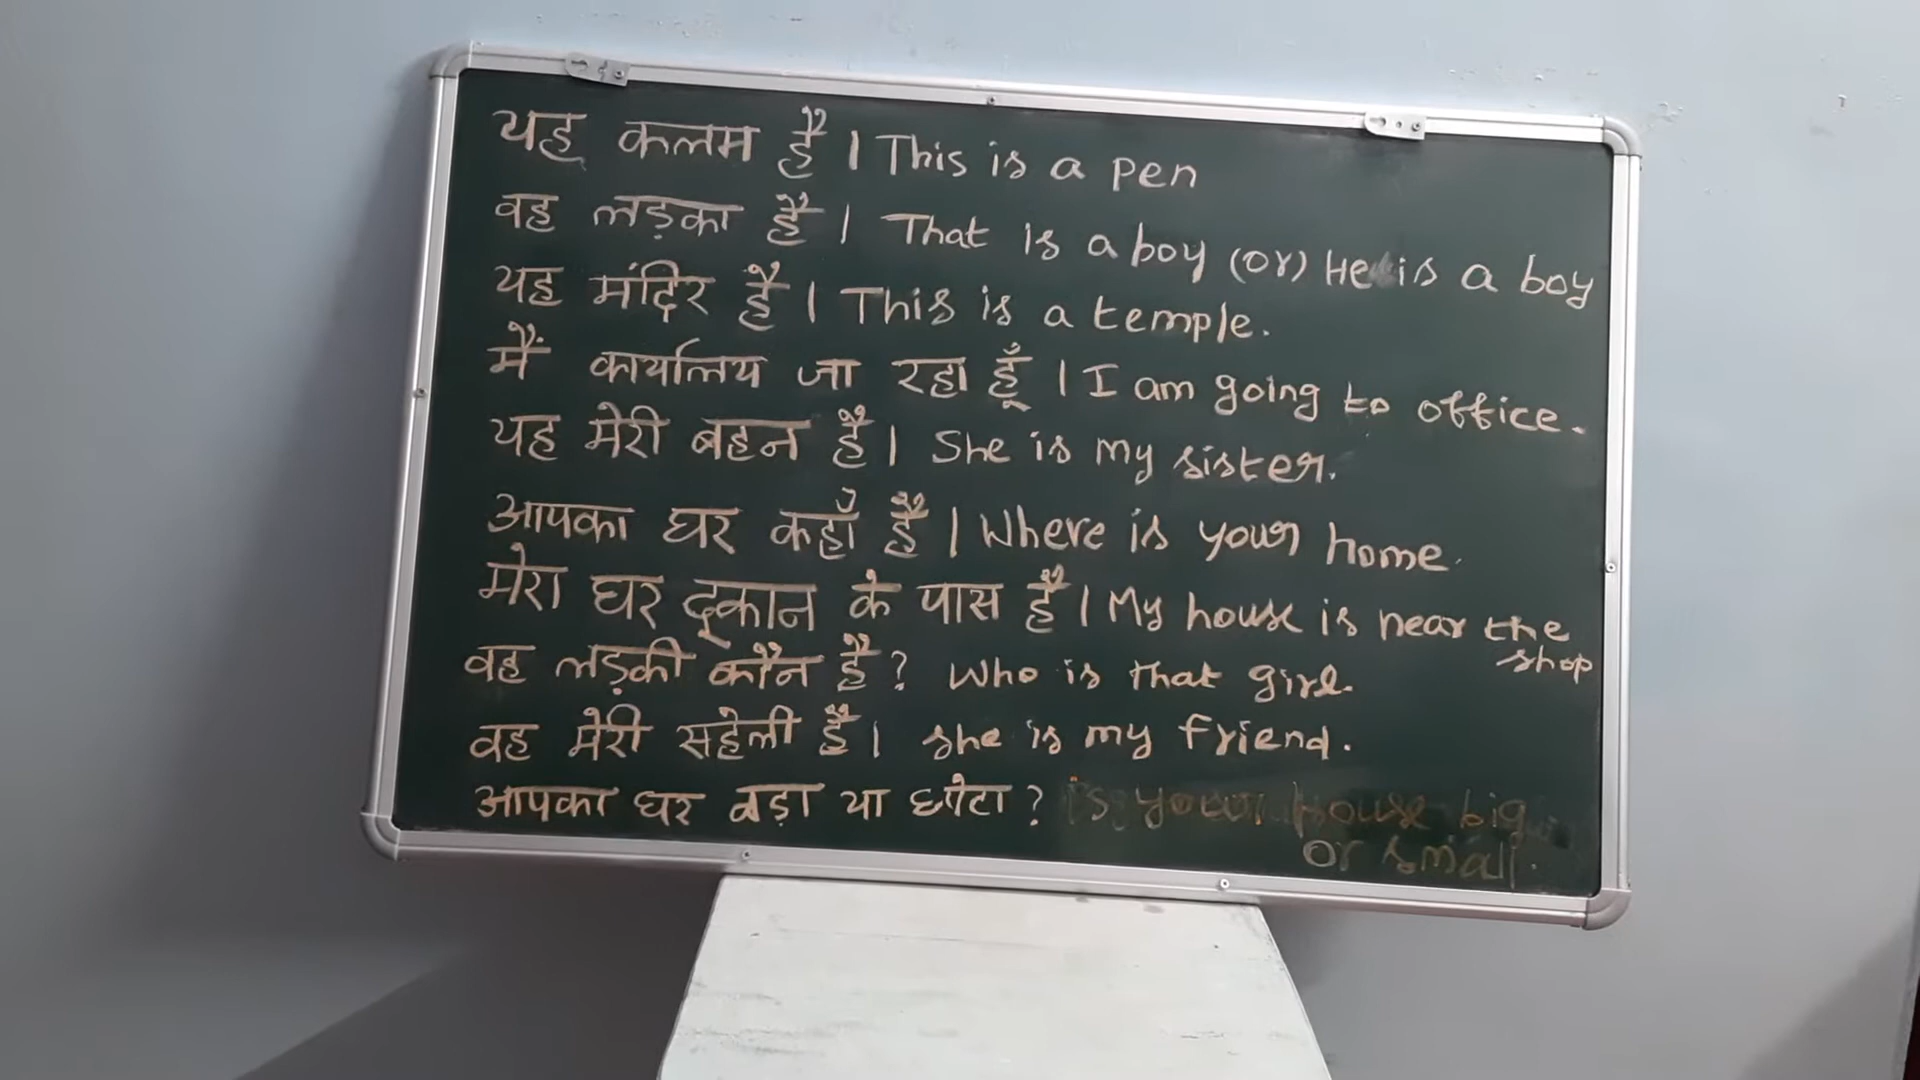 यह कलम है । This is a pen
वह लड़का है । That is a boy (or) He is a boy
यह मंदिर है । This is a temple.
मैं कार्यालय जा रहा हूँ । I am going to office.
यह मेरी बहन है । She is my sister.
आपका घर कहाँ है । Where is your home.
मेरा घर दूकान के पास है । My house is near the
shop
वह लड़की कौन है ? Who is that girl.
वह मेरी सहेली है । she is my friend.
आपका घर बड़ा या छोटा ? is your house big
or small.